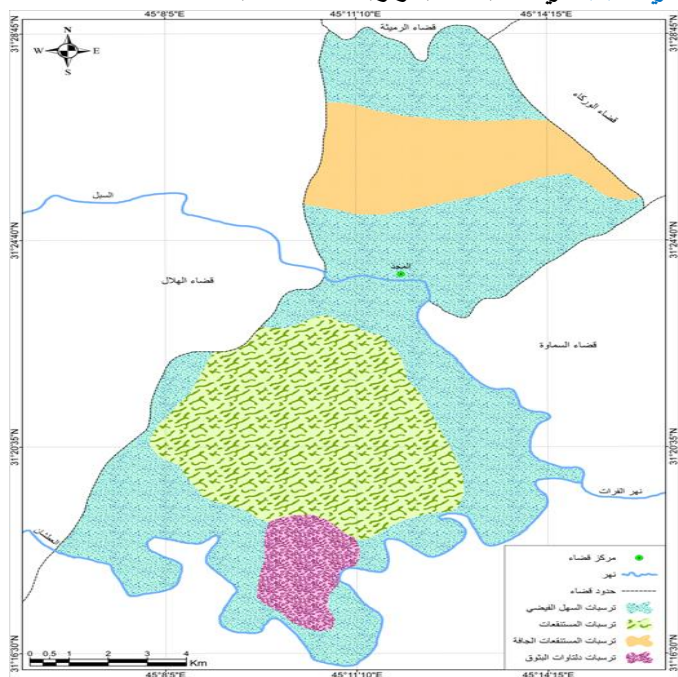 45°8'5"E 45°11'10"E 45°14'15"E
31°28'45"N 31°28'45"N
N
W E
S
قضاء الرميثة
قضاء الوركاء
السبل
31°24'40"N 31°24'40"N
المجد
قضاء الهلال
قضاء السماوة
31°20'35"N 31°20'35"N
نهر الفرات
العطشان
مركز قضاء
نهر
حدود قضاء
ترسبات السهل الفيضي
ترسبات المستنقعات
ترسبات المستنقعات الجافة
ترسبات دلتاوات البثوق
31°16'30"N 31°16'30"N
0 0.5 1 2 3 4
Km
45°8'5"E 45°11'10"E 45°14'15"E